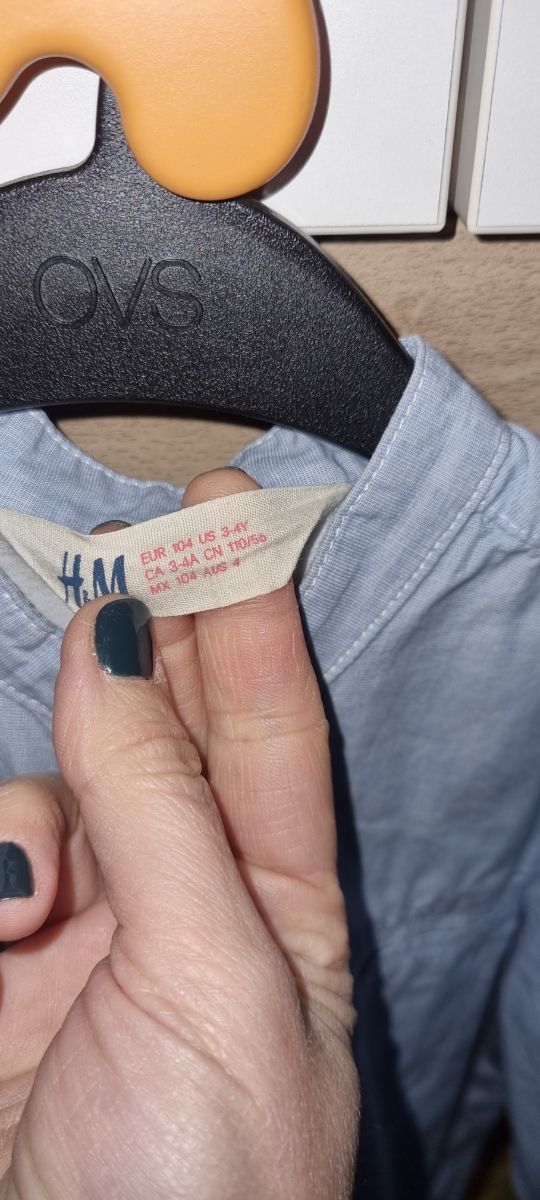 OVS
H&M
EUR 104 US 3-4Y
CA 3-4A CN 110/56
MX 104 AUS 4